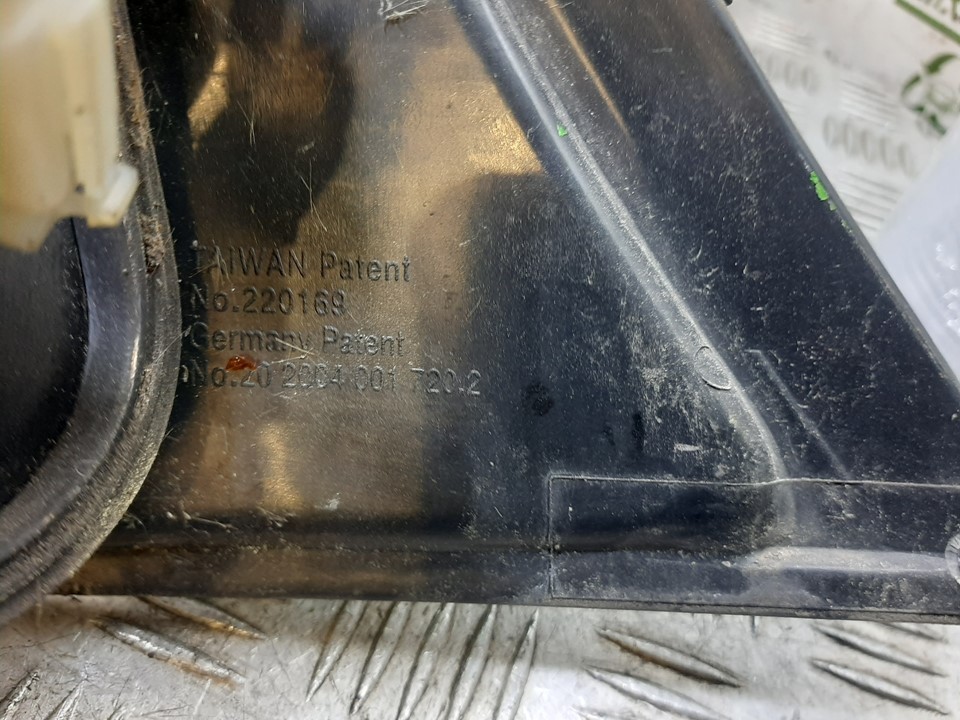 TAIWAN Patent
No.220169
Germany Patent
No.20 2004 001 720.2